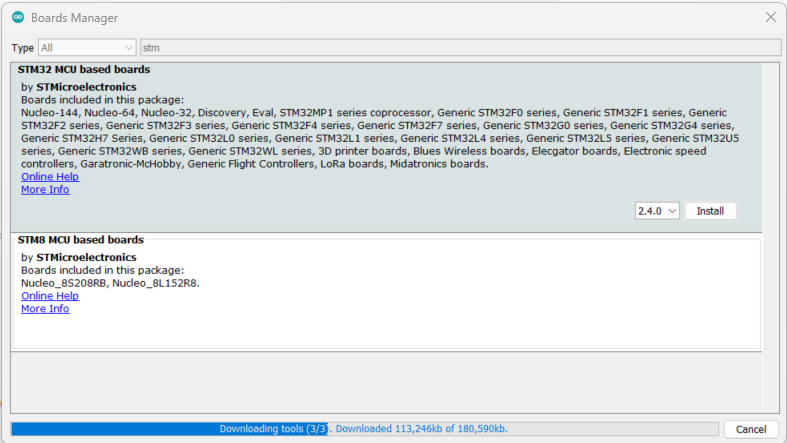 Boards Manager
Type All stm
STM32 MCU based boards
by STMicroelectronics
Boards included in this package:
Nucleo-144, Nucleo-64, Nucleo-32, Discovery, Eval, STM32MP1 series coprocessor, Generic STM32F0 series, Generic STM32F1 series, Generic
STM32F2 series, Generic STM32F3 series, Generic STM32F4 series, Generic STM32F7 series, Generic STM32G0 series, Generic STM32G4 series,
Generic STM32H7 Series, Generic STM32L0 series, Generic STM32L1 series, Generic STM32L4 series, Generic STM32L5 series, Generic STM32U5
series, Generic STM32WB series, Generic STM32WL series, 3D printer boards, Blues Wireless boards, Elecgator boards, Electronic speed
controllers, Garatronic-McHobby, Generic Flight Controllers, LoRa boards, Midatronics boards.
Online Help
More Info
2.4.0 Install
STM8 MCU based boards
by STMicroelectronics
Boards included in this package:
Nucleo_8S208RB, Nucleo_8L152R8.
Online Help
More Info
Downloading tools (3/3). Downloaded 113,246kb of 180,590kb.
Cancel